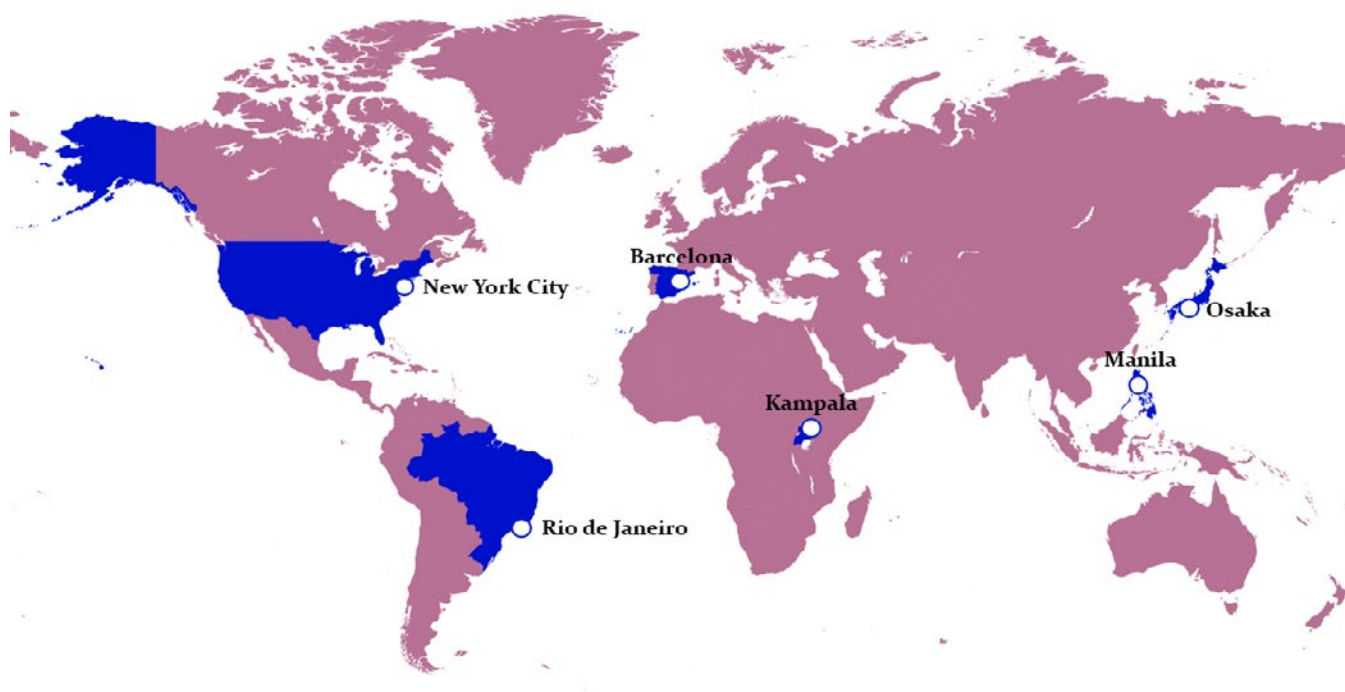 Barcelona
New York City
Osaka
Manila
Kampala
Rio de Janeiro